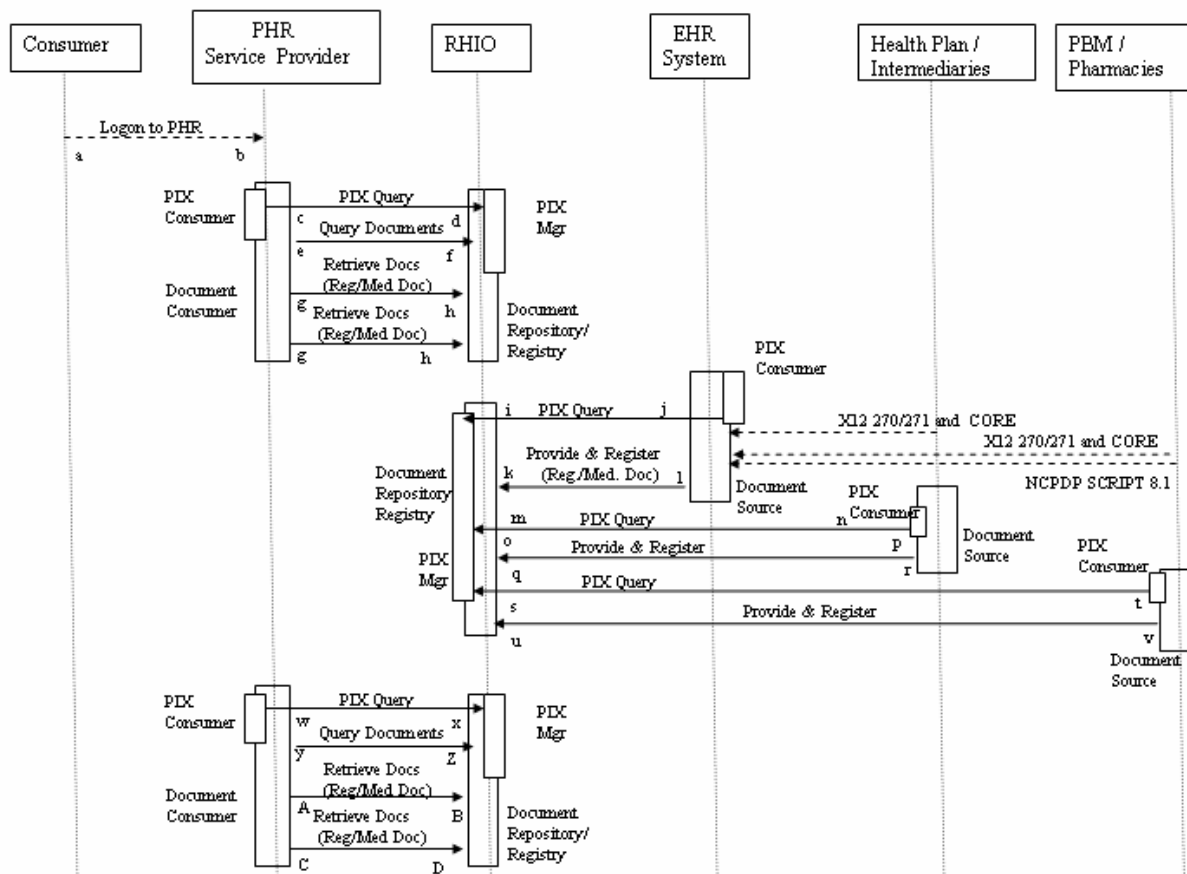 Consumer
PHR
Service Provider
RHIO
EHR
System
Health Plan /
Intermediaries
PBM /
Pharmacies
Logon to PHR
a
b
PIX
Consumer
PIX Query
c
d
PIX
Mgr
Query Documents
e
f
Retrieve Docs
(Reg/Med Doc)
Document
Consumer
g
h
Retrieve Docs
(Reg/Med Doc)
g
h
Document
Repository/
Registry
PIX
Consumer
i
PIX Query
j
X12 270/271 and CORE
X12 270/271 and CORE
Provide & Register
(Reg./Med. Doc)
k
l
NCPDP SCRIPT 8.1
Document
Repository
Registry
Document
Source
PIX
Consumer
m
PIX Query
n
Document
Source
o
Provide & Register
p
r
PIX
Mgr
q
PIX Query
PIX
Consumer
t
s
Provide & Register
u
v
Document
Source
PIX
Consumer
PIX Query
w
x
PIX
Mgr
Query Documents
y
Z
Retrieve Docs
(Reg/Med Doc)
Document
Consumer
A
B
Retrieve Docs
(Reg/Med Doc)
C
D
Document
Repository/
Registry